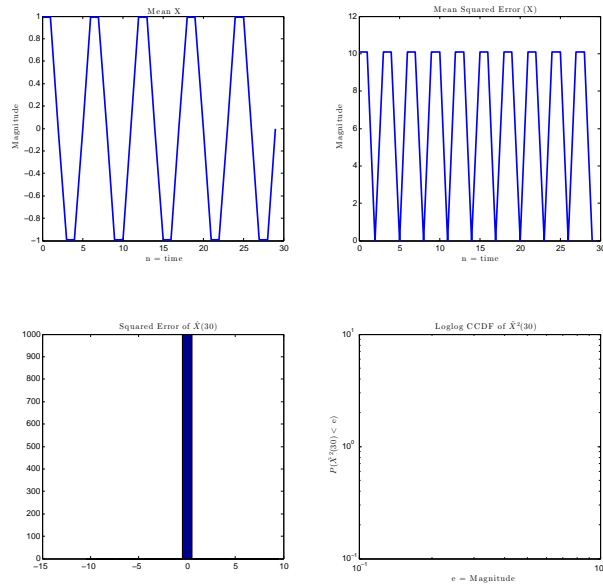 Mean X
1
0.8
0.6
0.4
0.2
0
−0.2
−0.4
−0.6
−0.8
−1
Magnitude
0 5 10 15 20 25 30
n = time
Mean Squared Error (X)
12
10
8
6
4
2
0
Magnitude
0 5 10 15 20 25 30
n = time
Squared Error of X̂(30)
1000
900
800
700
600
500
400
300
200
100
0
−15 −10 −5 0 5 10
Loglog CCDF of X̂²(30)
10¹
10⁰
10⁻¹
P(X̂²(30) < e)
10⁻¹ 10
e = Magnitude